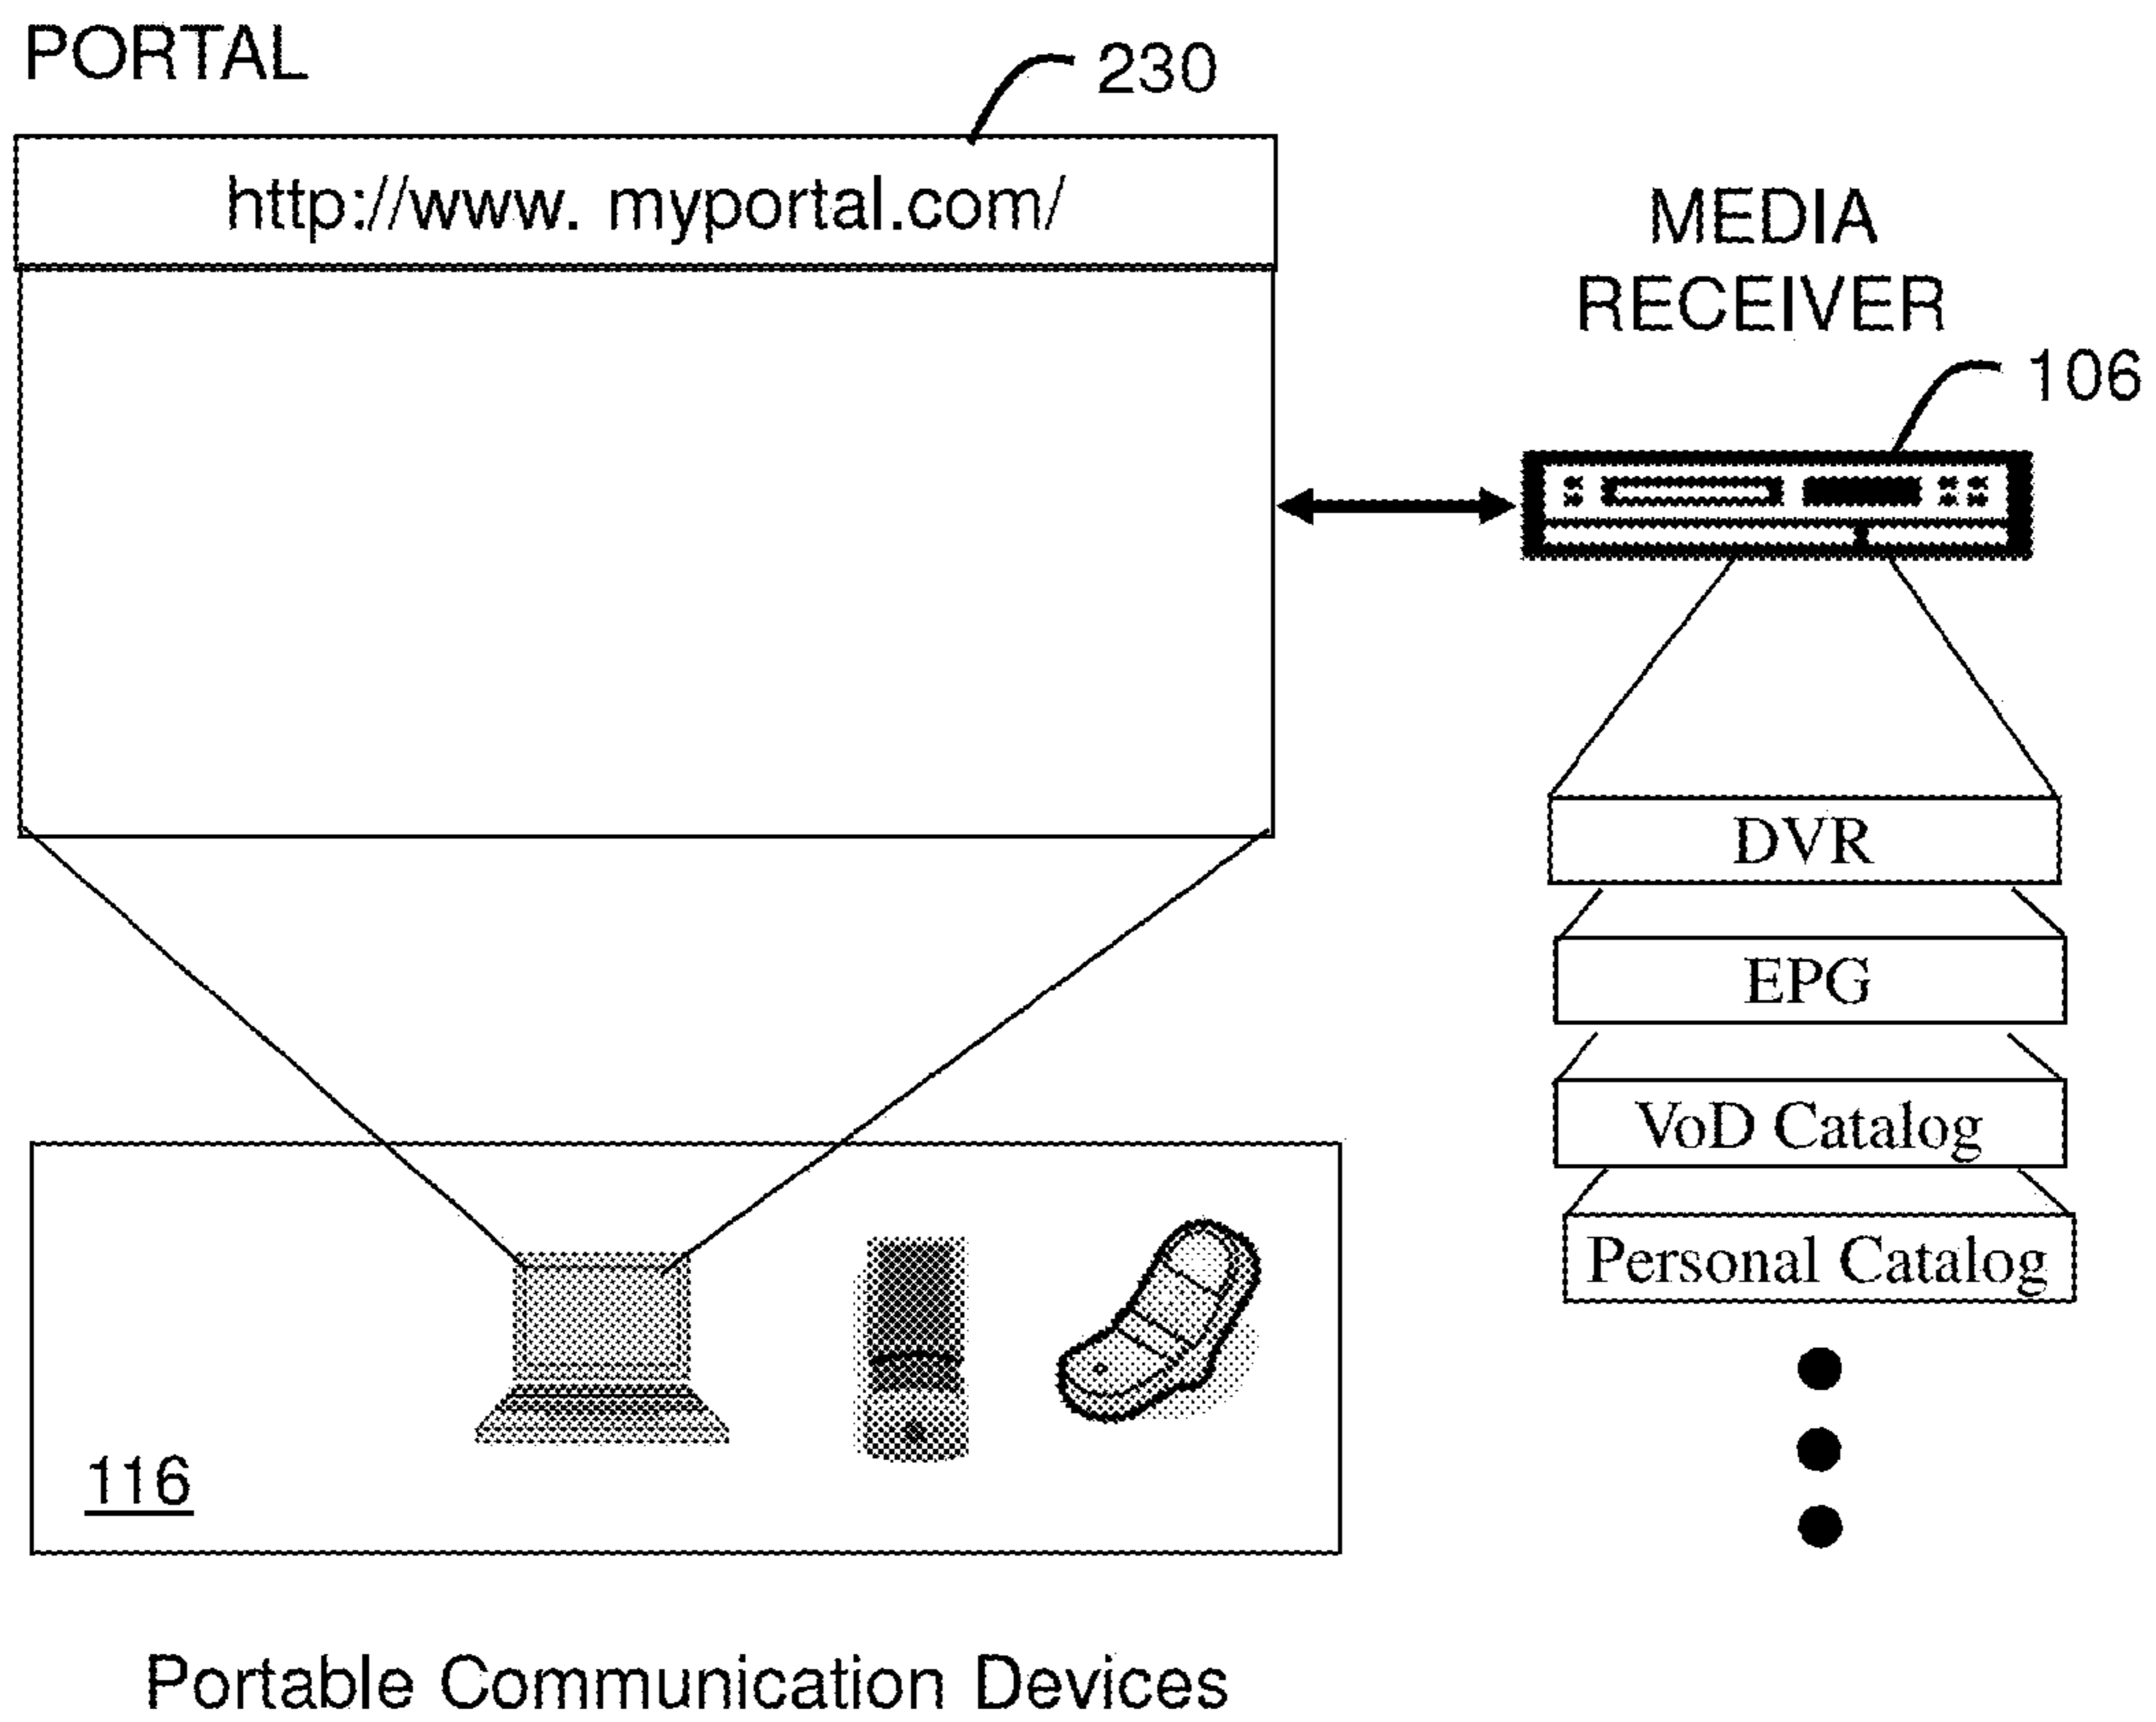 PORTAL
230
http://www. myportal.com/
MEDIA
RECEIVER
106
DVR
EPG
VoD Catalog
Personal Catalog
116
Portable Communication Devices